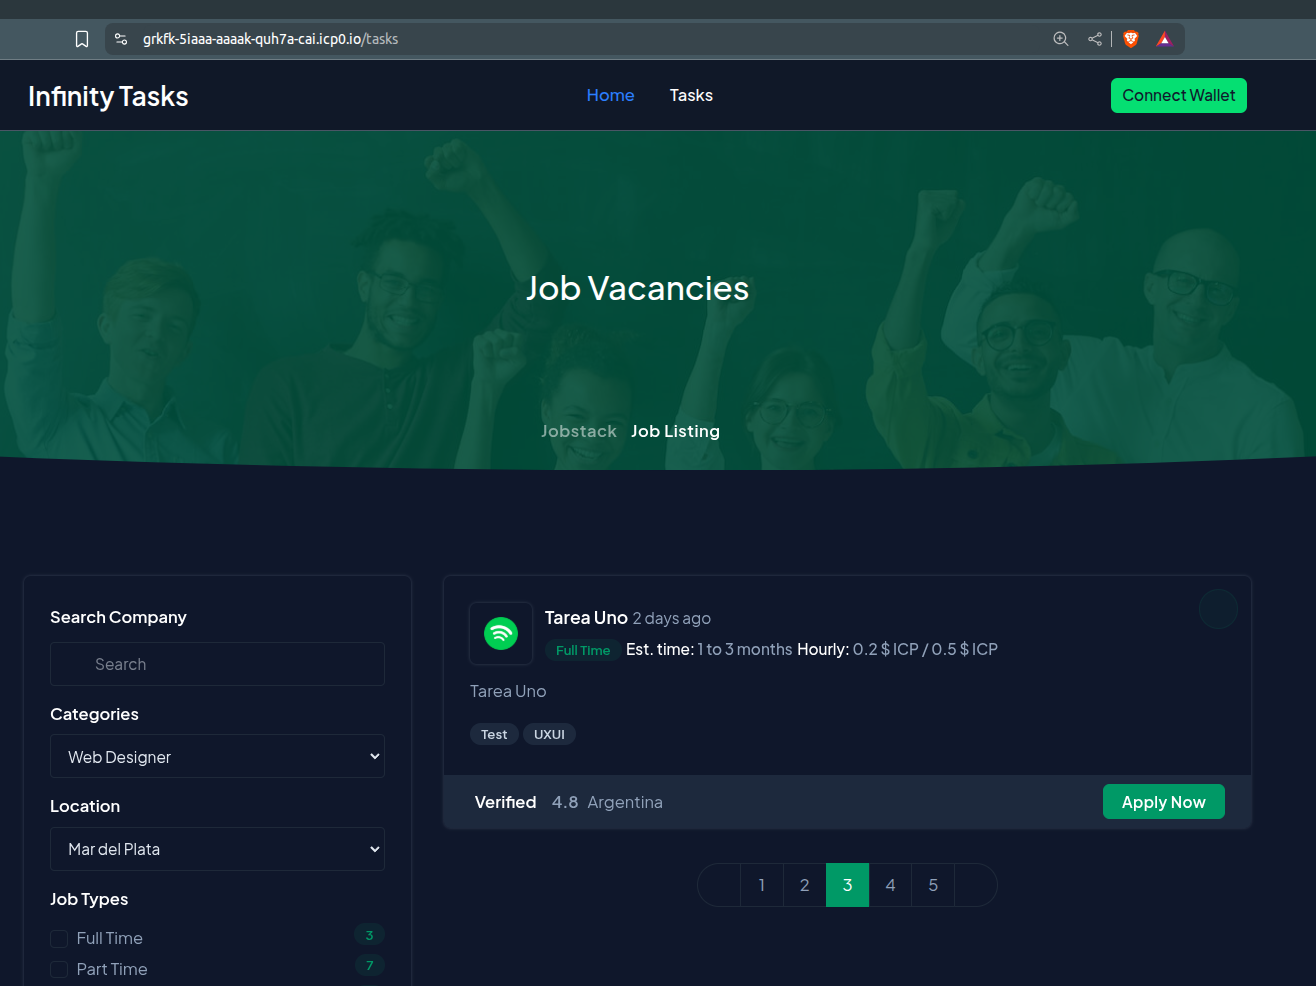 grkfk-5iaaa-aaaak-quh7a-cai.icp0.io/tasks
Infinity Tasks
Home Tasks
Connect Wallet
Job Vacancies
Jobstack Job Listing
Search Company
Search
Categories
Web Designer
Location
Mar del Plata
Job Types
Full Time 3
Part Time 7
Tarea Uno 2 days ago
Full Time Est. time: 1 to 3 months Hourly: 0.2 $ ICP / 0.5 $ ICP
Tarea Uno
Test UXUI
Verified 4.8 Argentina
Apply Now
1 2 3 4 5